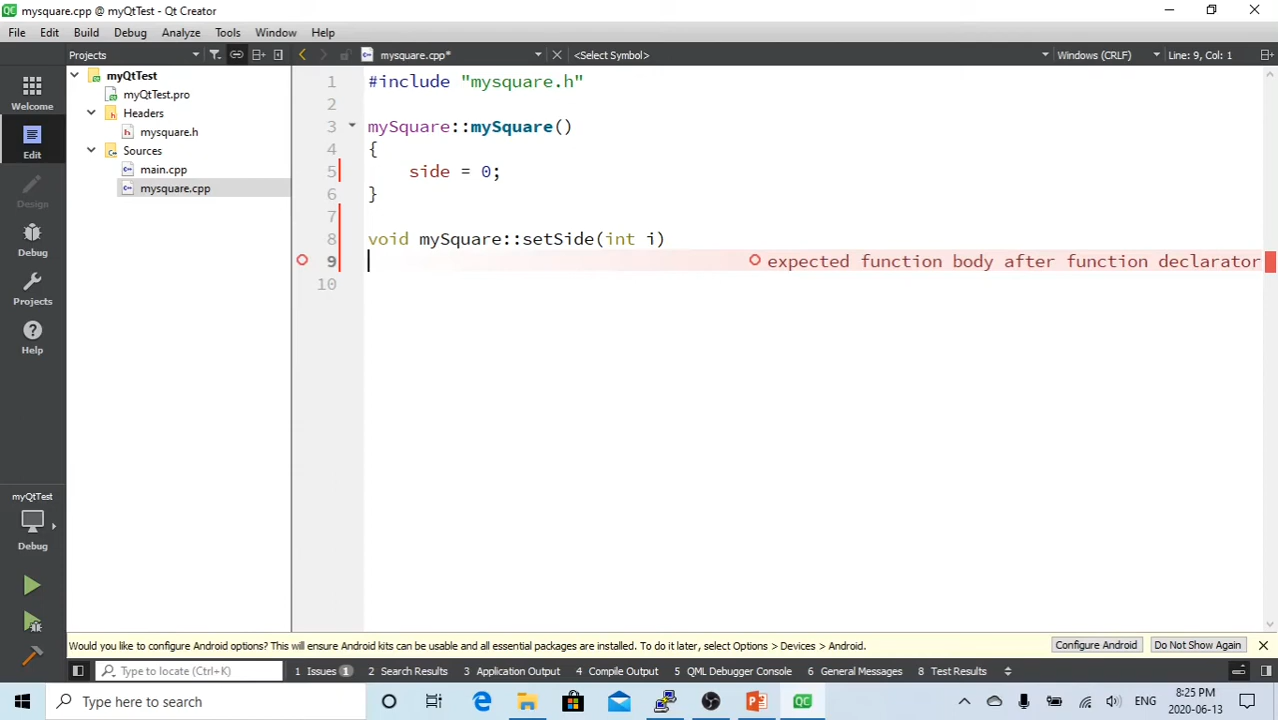 mysquare.cpp @ myQtTest - Qt Creator
File Edit Build Debug Analyze Tools Window Help
Projects mysquare.cpp* <Select Symbol> Windows (CRLF) Line: 9, Col: 1
Welcome
Edit
Design
Debug
Projects
Help
myQtTest
Debug
myQtTest
myQtTest.pro
Headers
mysquare.h
Sources
main.cpp
mysquare.cpp
1 #include "mysquare.h"
2
3 mySquare::mySquare()
4 {
5 side = 0;
6 }
7
8 void mySquare::setSide(int i)
9 expected function body after function declarator
10
Would you like to configure Android options? This will ensure Android kits can be usable and all essential packages are installed. To do it later, select Options > Devices > Android. Configure Android Do Not Show Again
Type to locate (Ctrl+K) 1 Issues 1 2 Search Results 3 Application Output 4 Compile Output 5 QML Debugger Console 6 General Messages 8 Test Results
Type here to search ENG 8:25 PM
2020-06-13